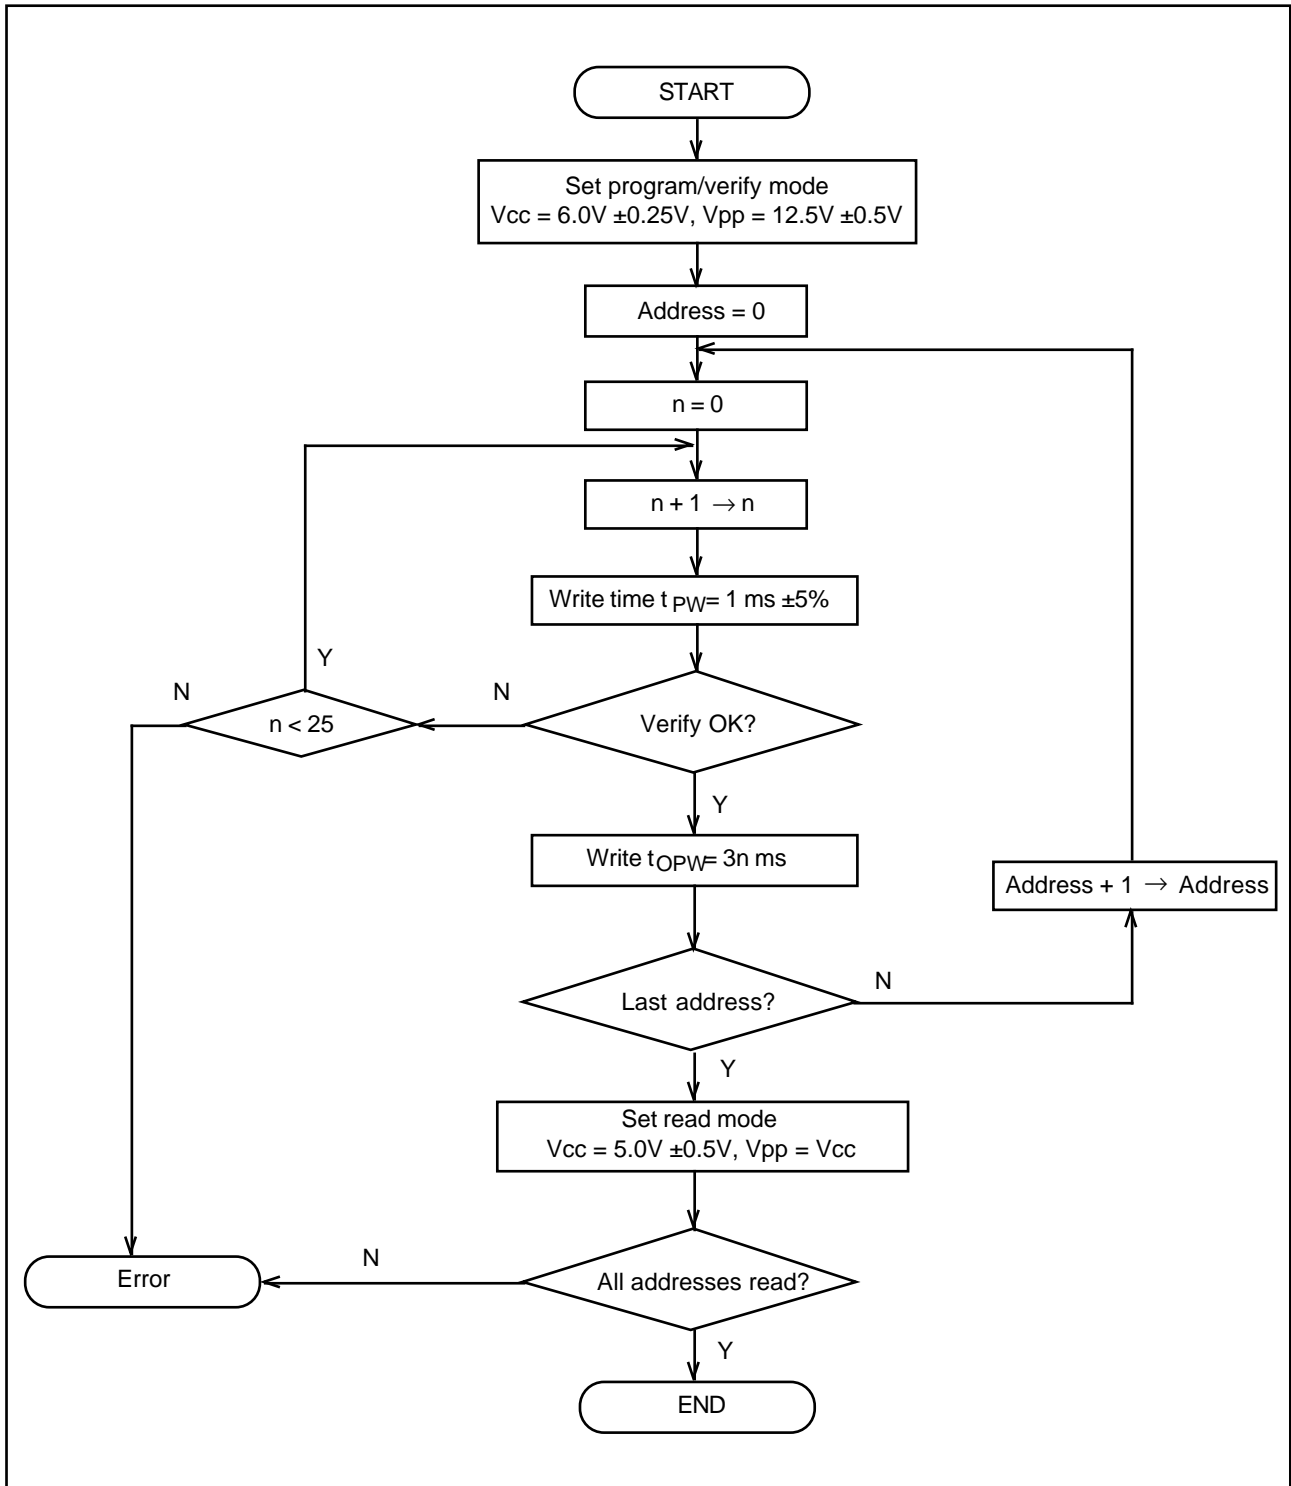 START
Set program/verify mode
Vcc = 6.0V ±0.25V, Vpp = 12.5V ±0.5V
Address = 0
n = 0
n + 1 → n
Write time t PW= 1 ms ±5%
Y
N
n < 25
N
Verify OK?
Y
Write tOPW= 3n ms
Address + 1 → Address
Last address?
N
Y
Set read mode
Vcc = 5.0V ±0.5V, Vpp = Vcc
Error
N
All addresses read?
Y
END